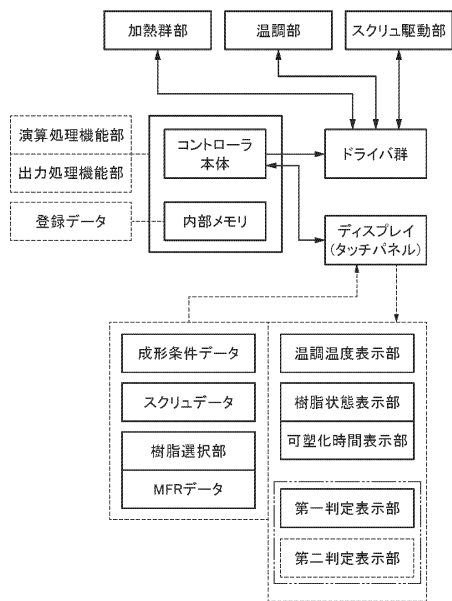 加熱群部
温調部
スクリュ駆動部
演算処理機能部
出力処理機能部
コントローラ
本体
ドライバ群
登録データ
内部メモリ
ディスプレイ
(タッチパネル)
成形条件データ
温調温度表示部
スクリュデータ
樹脂状態表示部
可塑化時間表示部
樹脂選択部
MFRデータ
第一判定表示部
第二判定表示部